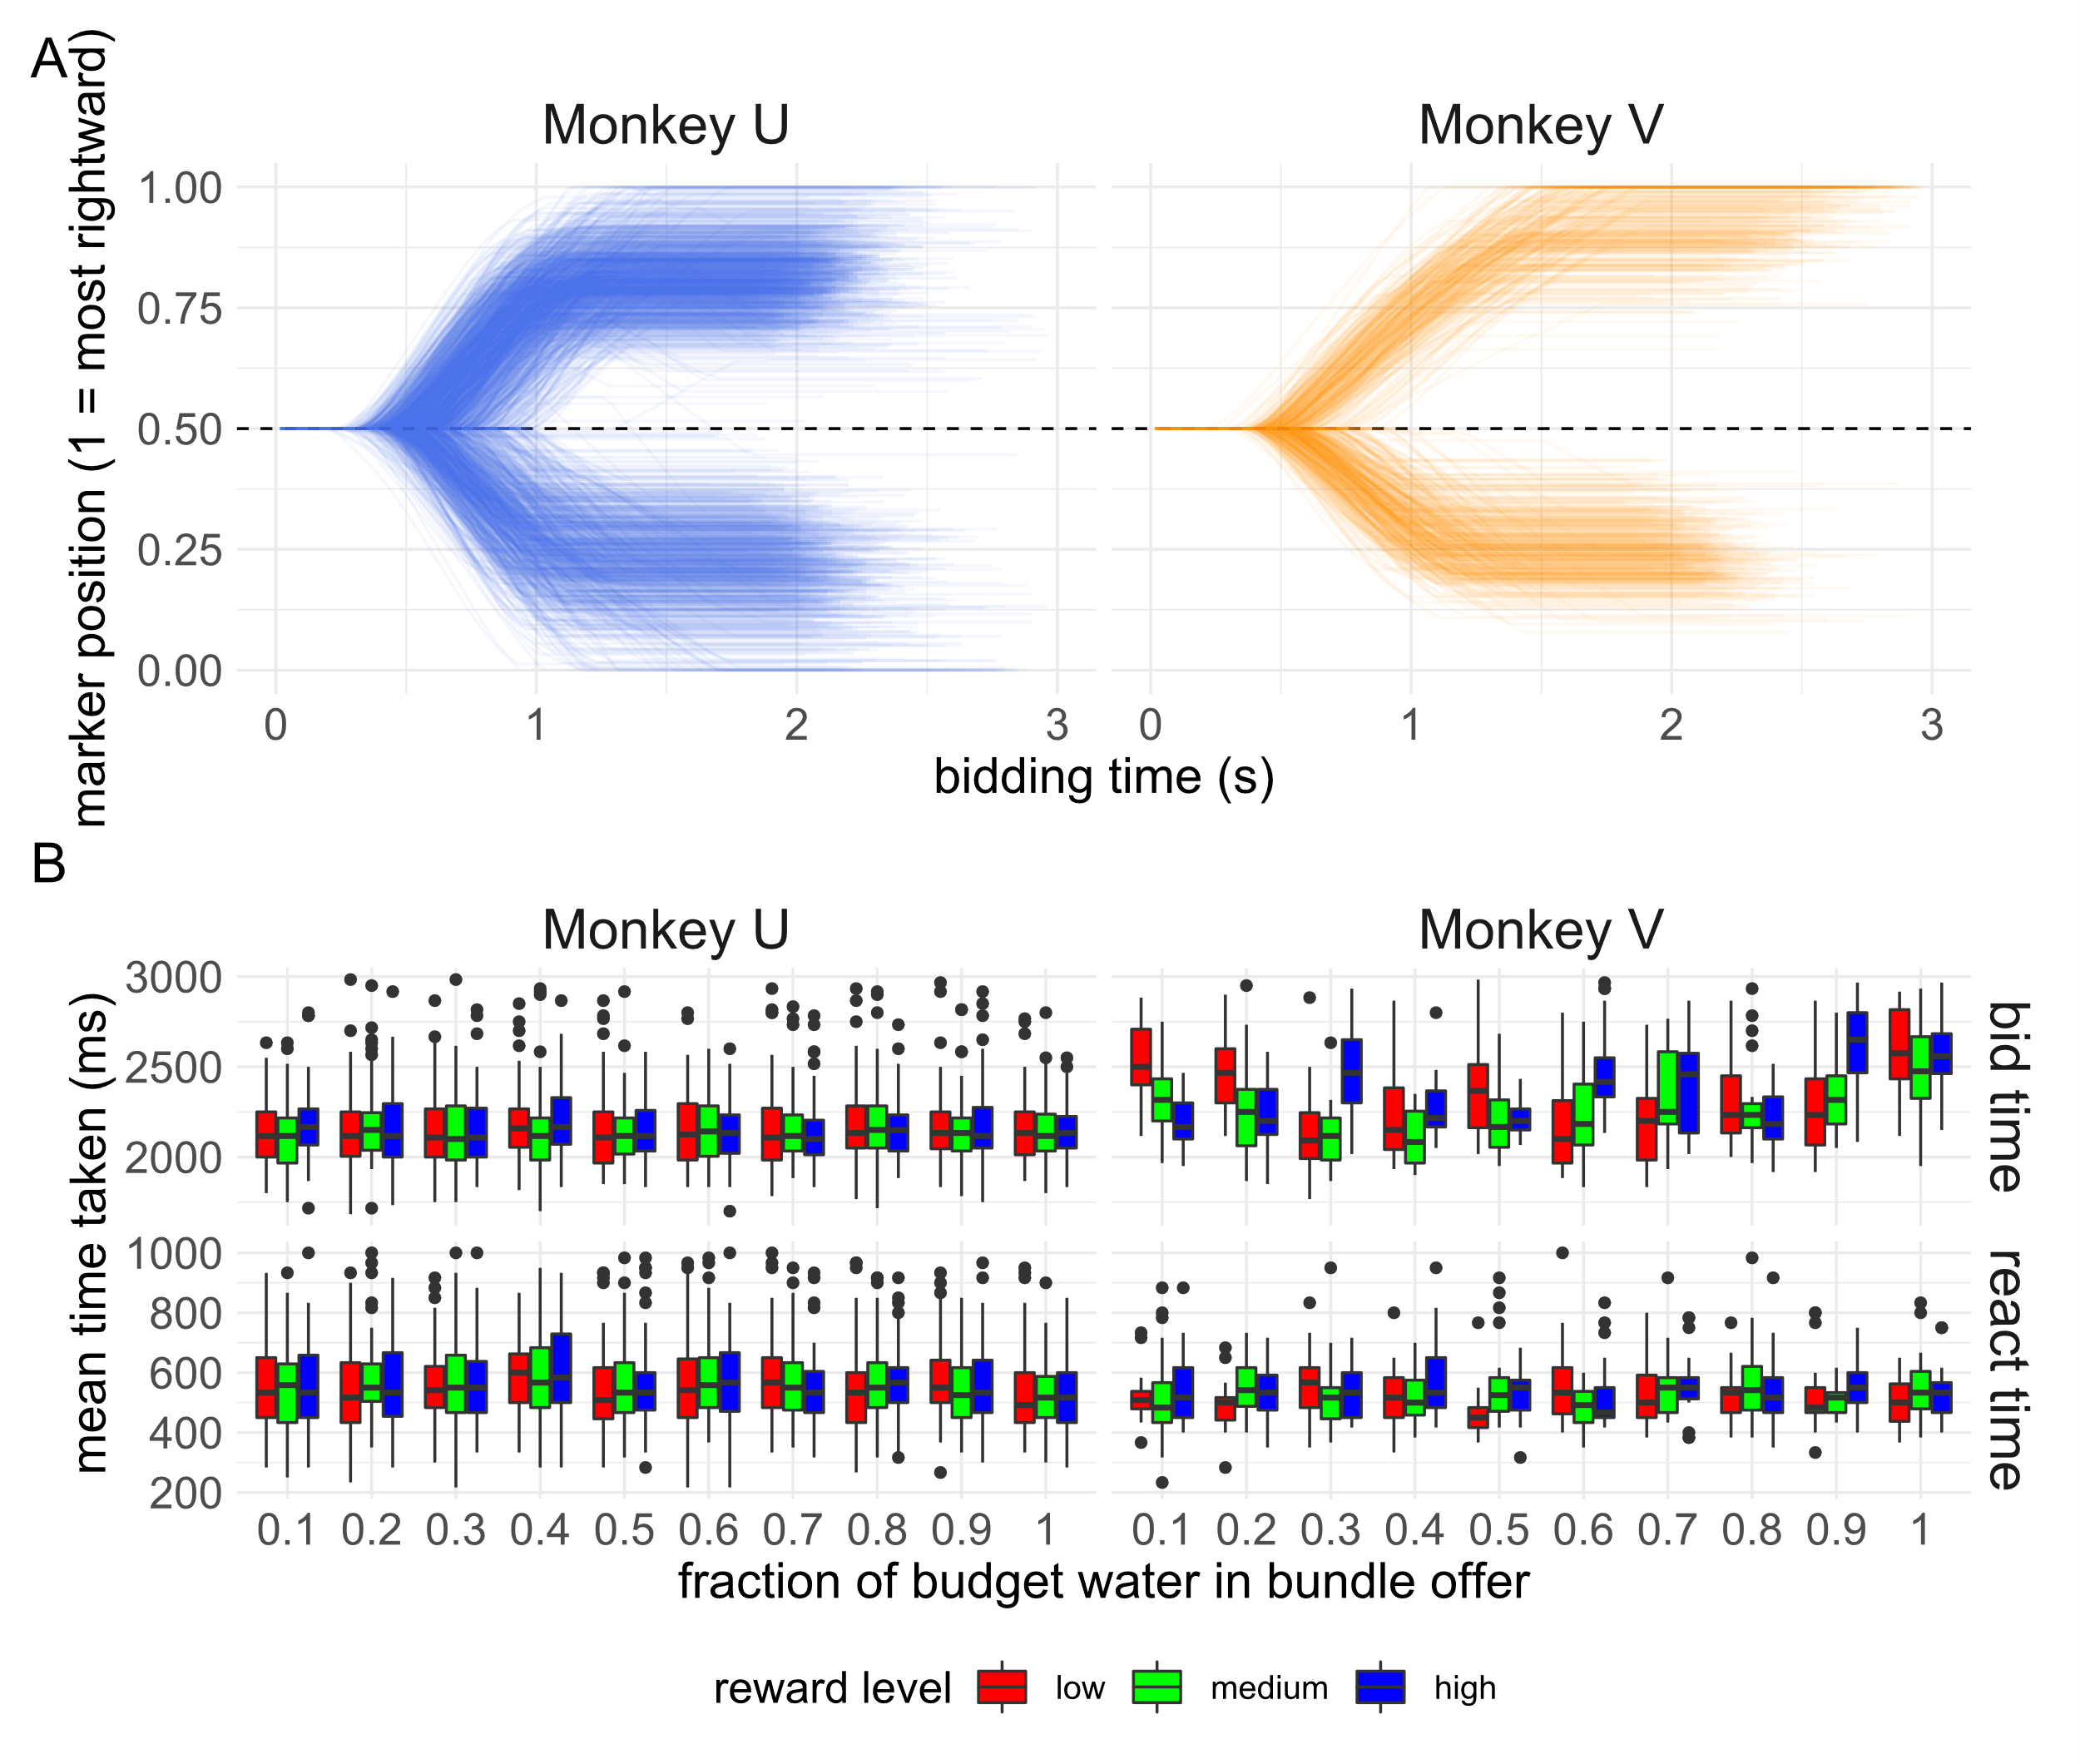 A
marker position (1 = most rightward)
Monkey U
Monkey V
1.00
0.75
0.50
0.25
0.00
0 1 2 3
0 1 2 3
bidding time (s)
B
mean time taken (ms)
Monkey U
Monkey V
3000
2500
2000
bid time
1000
800
600
400
200
react time
0.1 0.2 0.3 0.4 0.5 0.6 0.7 0.8 0.9 1
0.1 0.2 0.3 0.4 0.5 0.6 0.7 0.8 0.9 1
fraction of budget water in bundle offer
reward level low medium high